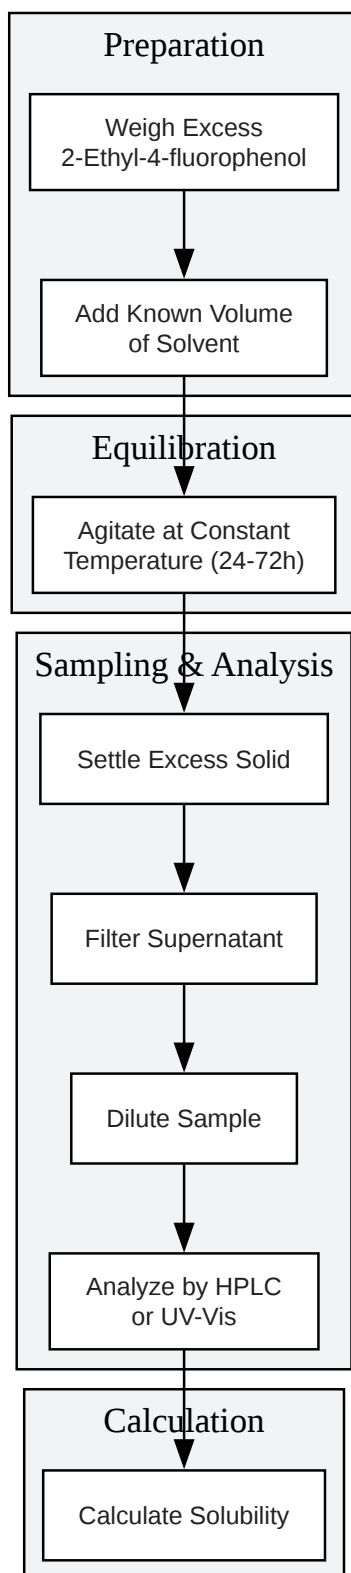 Preparation
Weigh Excess
2-Ethyl-4-fluorophenol
Add Known Volume
of Solvent
Equilibration
Agitate at Constant
Temperature (24-72h)
Sampling & Analysis
Settle Excess Solid
Filter Supernatant
Dilute Sample
Analyze by HPLC
or UV-Vis
Calculation
Calculate Solubility